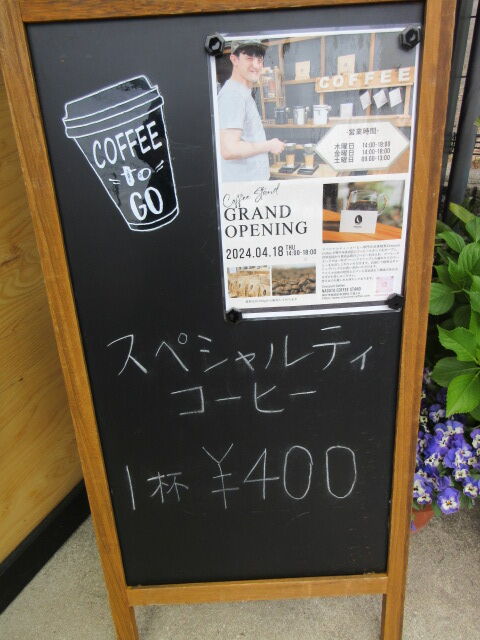 COFFEE
TO
GO
COFFEE
-営業時間-
木曜日 14:00-18:00
金曜日 14:00-18:00
土曜日 09:00-13:00
Coffee Stand
GRAND
OPENING
2024.04.18 THU
14:00-18:00
スペシャルティ
コーヒー
1杯 ¥400